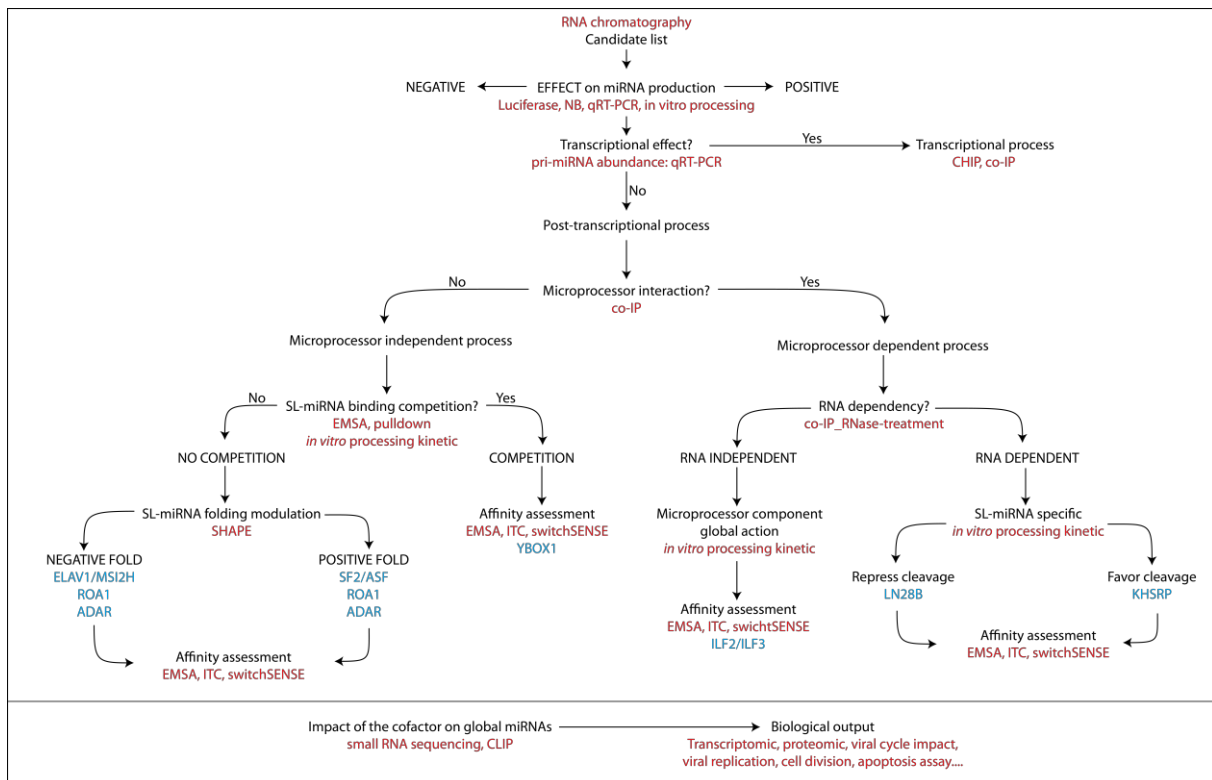 RNA chromatography
Candidate list
NEGATIVE
EFFECT on miRNA production
POSITIVE
Luciferase, NB, qRT-PCR, in vitro processing
Transcriptional effect?
Yes
Transcriptional process
pri-miRNA abundance: qRT-PCR
CHIP, co-IP
No
Post-transcriptional process
No
Microprocessor interaction?
Yes
co-IP
Microprocessor independent process
Microprocessor dependent process
No
SL-miRNA binding competition?
Yes
EMSA, pulldown
in vitro processing kinetic
RNA dependency?
co-IP_RNase-treatment
NO COMPETITION
COMPETITION
RNA INDEPENDENT
RNA DEPENDENT
SL-miRNA folding modulation
SHAPE
Affinity assessment
EMSA, ITC, switchSENSE
YBOX1
Microprocessor component
global action
in vitro processing kinetic
SL-miRNA specific
in vitro processing kinetic
NEGATIVE FOLD
ELAV1/MSI2H
ROA1
ADAR
POSITIVE FOLD
SF2/ASF
ROA1
ADAR
Repress cleavage
LN28B
Favor cleavage
KHSRP
Affinity assessment
EMSA, ITC, swichtSENSE
ILF2/ILF3
Affinity assessment
EMSA, ITC, switchSENSE
Affinity assessment
EMSA, ITC, switchSENSE
Impact of the cofactor on global miRNAs
small RNA sequencing, CLIP
Biological output
Transcriptomic, proteomic, viral cycle impact,
viral replication, cell division, apoptosis assay....